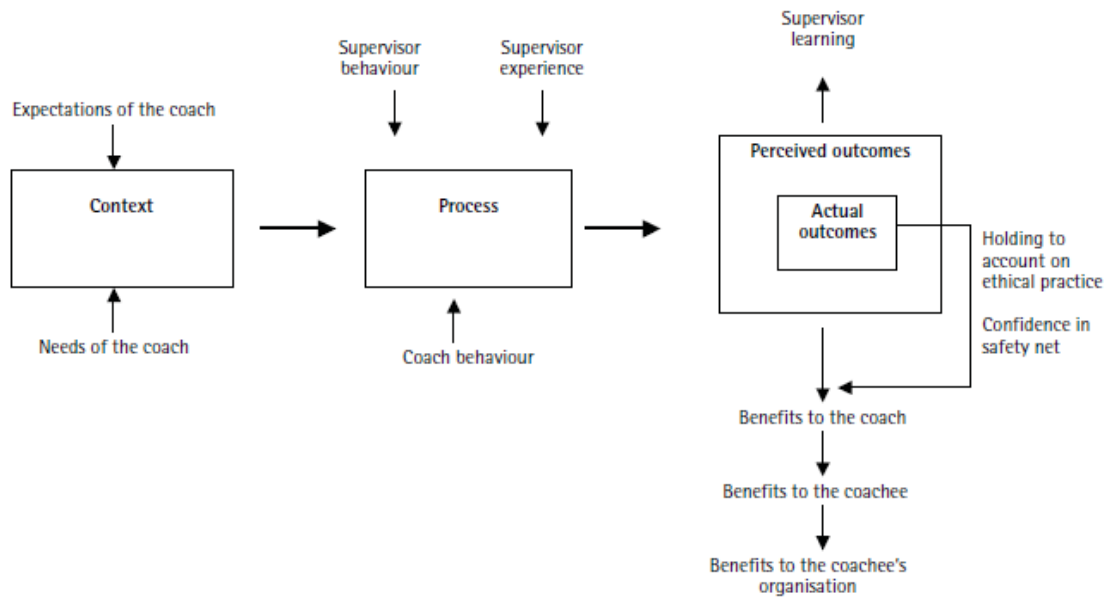 Expectations of the coach
Context
Needs of the coach
Supervisor
behaviour
Supervisor
experience
Process
Coach behaviour
Supervisor
learning
Perceived outcomes
Actual
outcomes
Holding to
account on
ethical practice
Confidence in
safety net
Benefits to the coach
Benefits to the coachee
Benefits to the coachee's
organisation